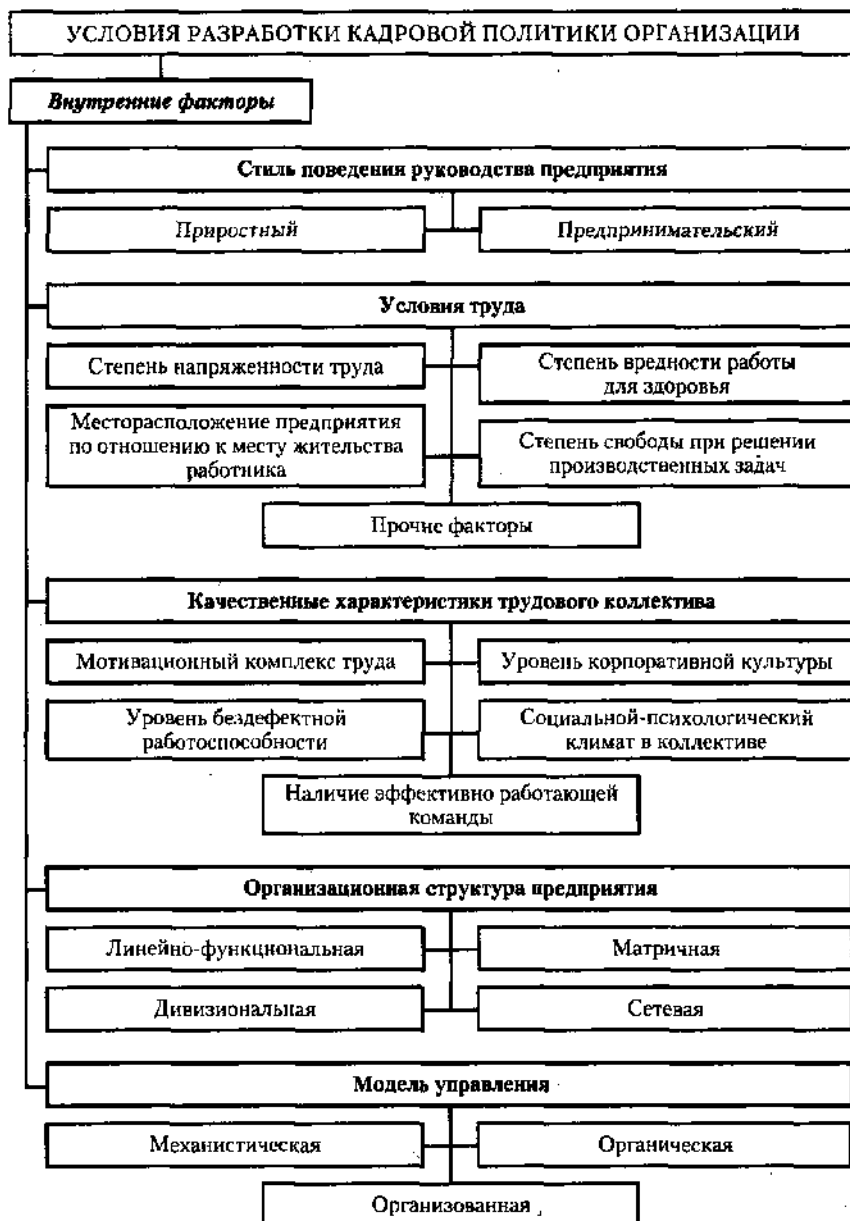 УСЛОВИЯ РАЗРАБОТКИ КАДРОВОЙ ПОЛИТИКИ ОРГАНИЗАЦИИ
Внутренние факторы
Стиль поведения руководства предприятия
Приростный
Предпринимательский
Условия труда
Степень напряженности труда
Степень вредности работы
для здоровья
Месторасположение предприятия
по отношению к месту жительства
работника
Степень свободы при решении
производственных задач
Прочие факторы
Качественные характеристики трудового коллектива
Мотивационный комплекс труда
Уровень корпоративной культуры
Уровень бездефектной
работоспособности
Социальной-психологический
климат в коллективе
Наличие эффективно работающей
команды
Организационная структура предприятия
Линейно-функциональная
Матричная
Дивизиональная
Сетевая
Модель управления
Механистическая
Органическая
Организованная